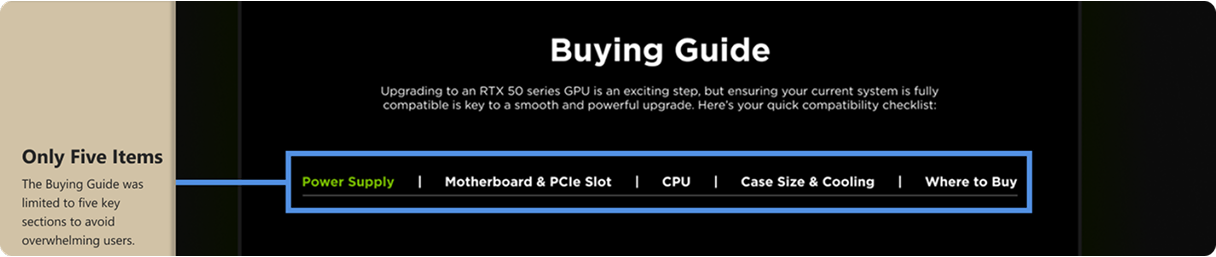 Buying Guide
Upgrading to an RTX 50 series GPU is an exciting step, but ensuring your current system is fully
compatible is key to a smooth and powerful upgrade. Here's your quick compatibility checklist:
Only Five Items
The Buying Guide was
limited to five key
sections to avoid
overwhelming users.
Power Supply | Motherboard & PCIe Slot | CPU | Case Size & Cooling | Where to Buy